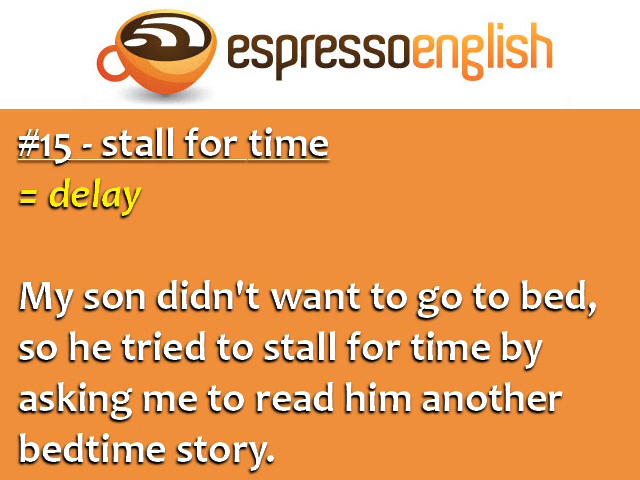 espressoenglish
#15 - stall for time
= delay
My son didn't want to go to bed,
so he tried to stall for time by
asking me to read him another
bedtime story.